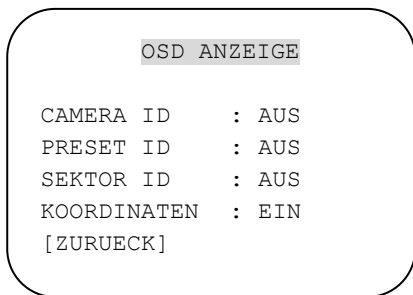 OSD ANZEIGE
CAMERA ID : AUS
PRESET ID : AUS
SEKTOR ID : AUS
KOORDINATEN : EIN
[ZURUECK]